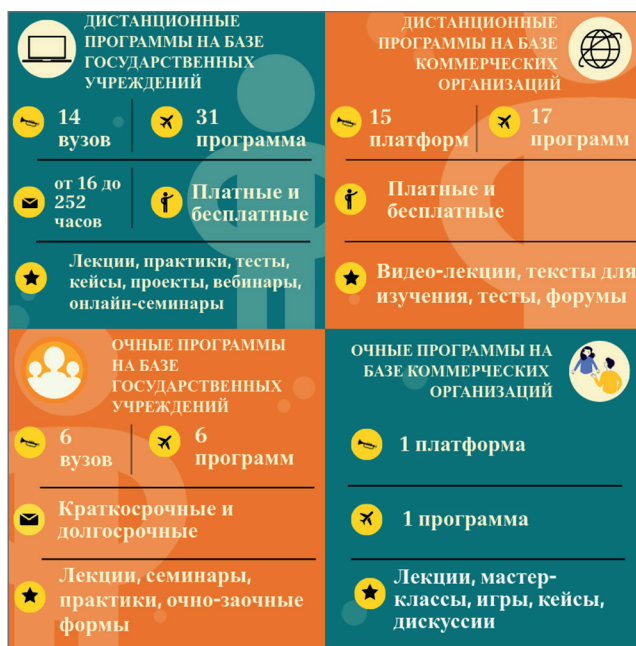 ДИСТАНЦИОННЫЕ
ПРОГРАММЫ НА БАЗЕ
ГОСУДАРСТВЕННЫХ
УЧРЕЖДЕНИЙ
14
вузов
31
программа
от 16 до
252
часов
Платные и
бесплатные
Лекции, практики, тесты,
кейсы, проекты, вебинары,
онлайн-семинары
ДИСТАНЦИОННЫЕ
ПРОГРАММЫ НА БАЗЕ
КОММЕРЧЕСКИХ
ОРГАНИЗАЦИЙ
15
платформ
17
программ
Платные и
бесплатные
Видео-лекции, тексты для
изучения, тесты, форумы
ОЧНЫЕ ПРОГРАММЫ
НА БАЗЕ
ГОСУДАРСТВЕННЫХ
УЧРЕЖДЕНИЙ
6
вузов
6
программ
Краткосрочные и
долгосрочные
Лекции, семинары,
практики, очно-заочные
формы
ОЧНЫЕ ПРОГРАММЫ НА
БАЗЕ КОММЕРЧЕСКИХ
ОРГАНИЗАЦИЙ
1 платформа
1 программа
Лекции, мастер-
классы, игры, кейсы,
дискуссии